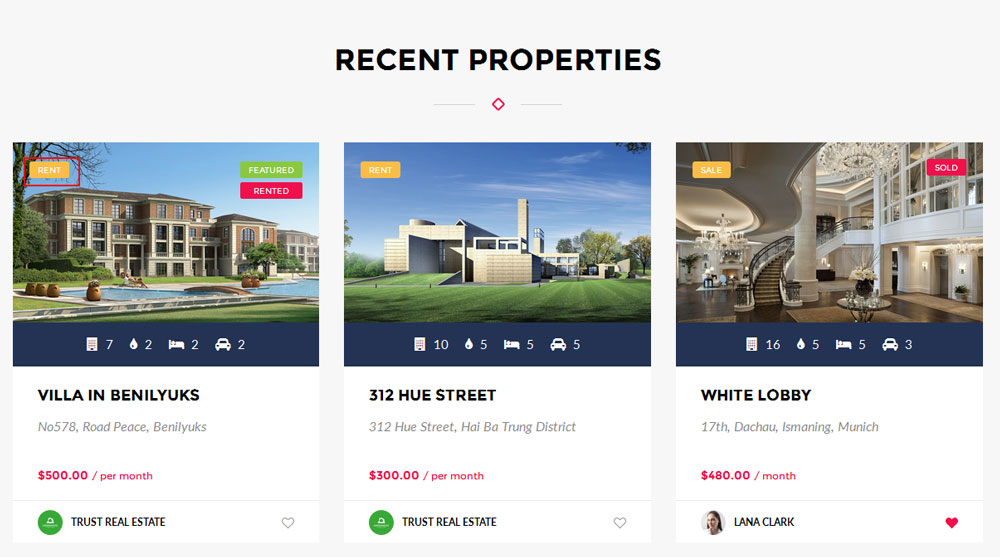 RECENT PROPERTIES
RENT
FEATURED
RENTED
7 2 2 2
VILLA IN BENILYUKS
No578, Road Peace, Benilyuks
$500.00 / per month
TRUST REAL ESTATE
RENT
10 5 5 5
312 HUE STREET
312 Hue Street, Hai Ba Trung District
$300.00 / per month
TRUST REAL ESTATE
SALE
SOLD
16 5 5 3
WHITE LOBBY
17th, Dachau, Ismaning, Munich
$480.00 / month
LANA CLARK